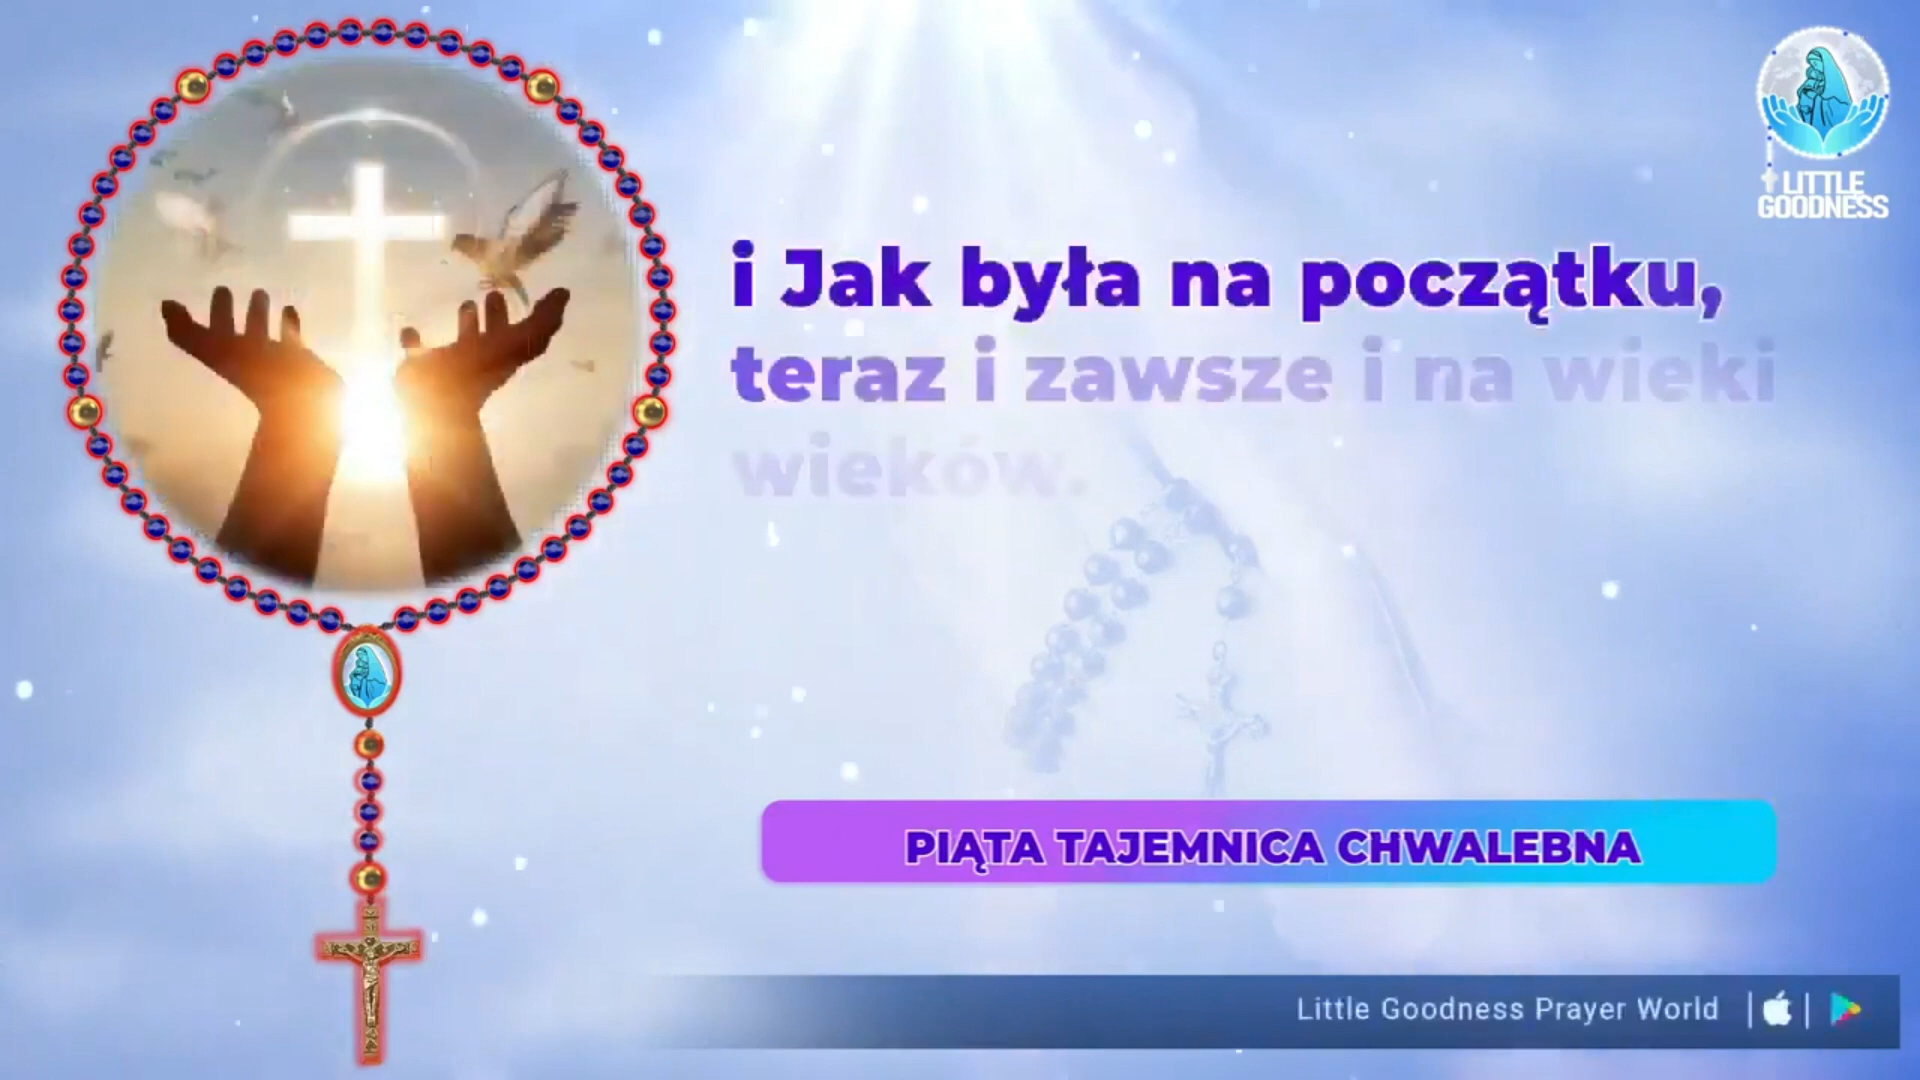 LITTLE
GOODNESS
i Jak była na początku,
teraz i zawsze i na wieki
wieków.
PIĄTA TAJEMNICA CHWALEBNA
Little Goodness Prayer World